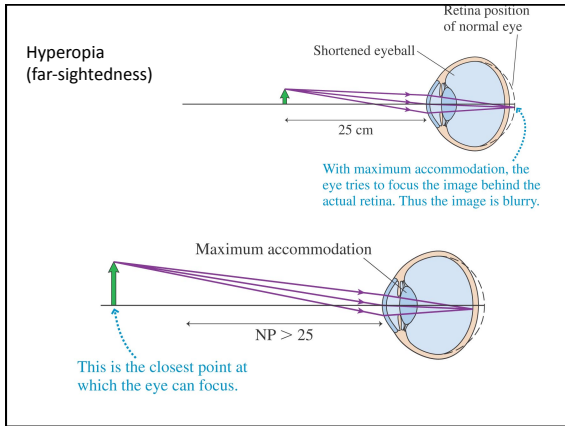 Hyperopia
(far-sightedness)
Retina position
of normal eye
Shortened eyeball
25 cm
With maximum accommodation, the
eye tries to focus the image behind the
actual retina. Thus the image is blurry.
Maximum accommodation
NP > 25
This is the closest point at
which the eye can focus.